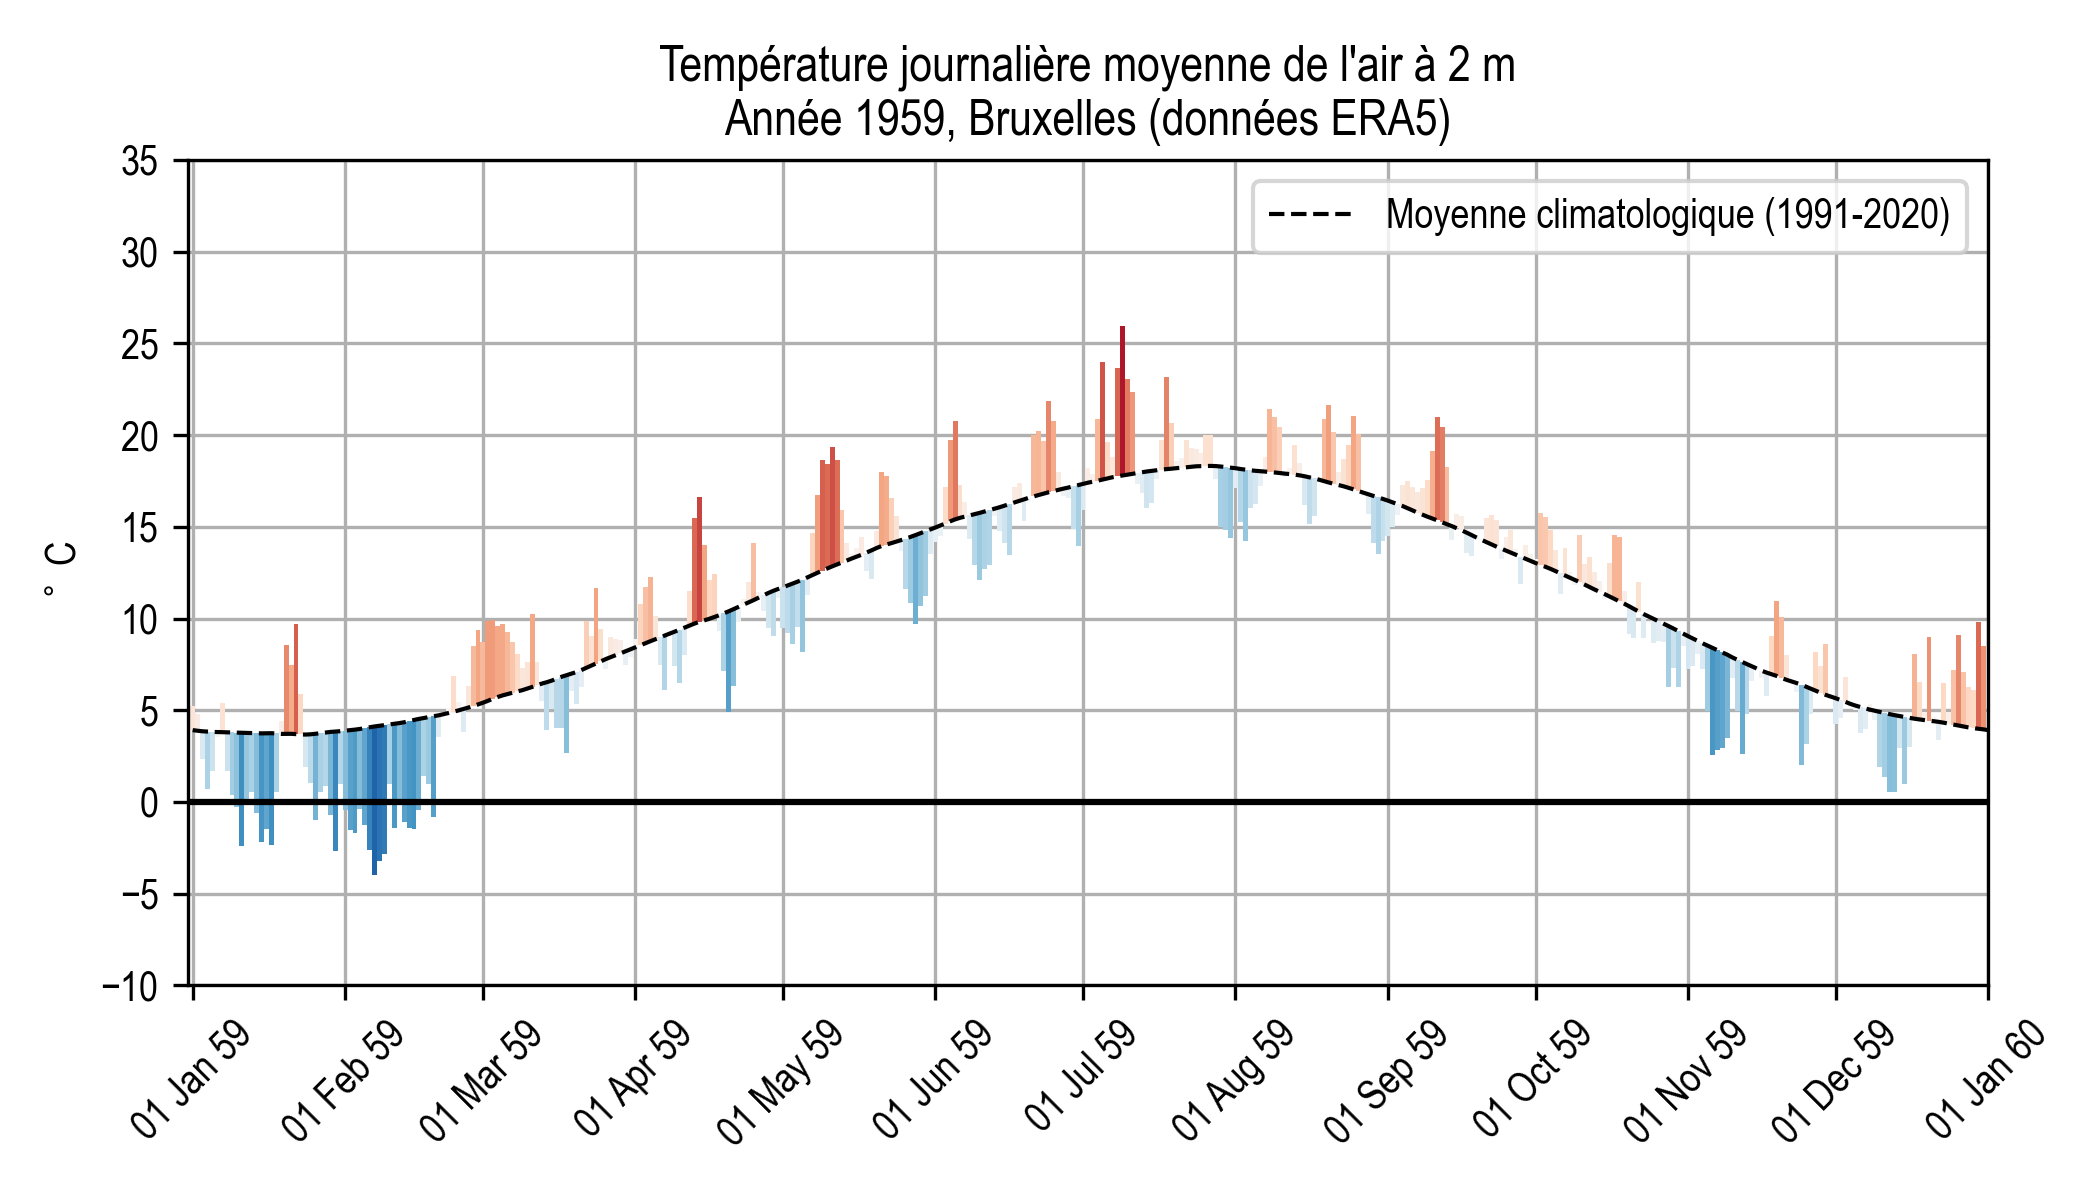 Température journalière moyenne de l'air à 2 m
Année 1959, Bruxelles (données ERA5)
Moyenne climatologique (1991-2020)
° C
35
30
25
20
15
10
5
0
−5
−10
01 Jan 59
01 Feb 59
01 Mar 59
01 Apr 59
01 May 59
01 Jun 59
01 Jul 59
01 Aug 59
01 Sep 59
01 Oct 59
01 Nov 59
01 Dec 59
01 Jan 60